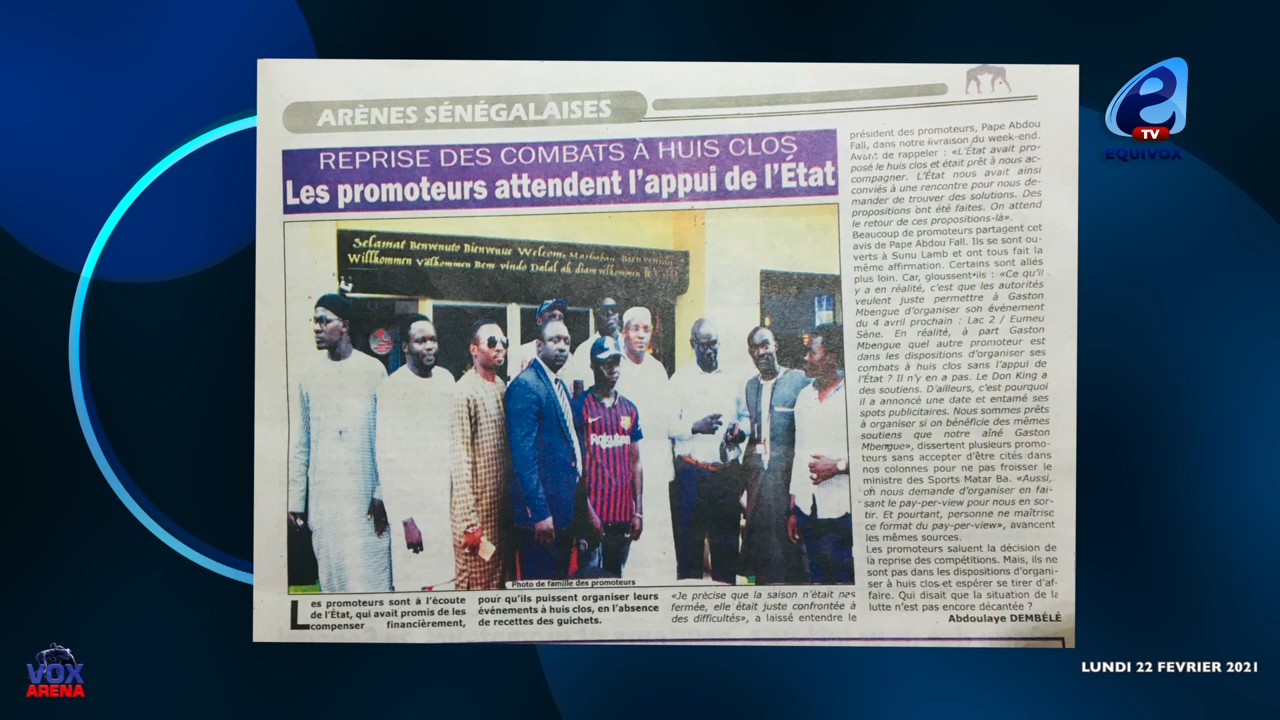 ARÈNES SÉNÉGALAISES
REPRISE DES COMBATS À HUIS CLOS
Les promoteurs attendent l'appui de l'État
Selamat Benvenuto Bienvenue Welcome
Willkommen Välkommen Bem-vindo Dalal ak diam
Rakuten
Photo de famille des promoteurs
Les promoteurs sont à l'écoute
de l'État, qui avait promis de les
compenser financièrement,
pour qu'ils puissent organiser leurs
événements à huis clos, en l'absence
de recettes des guichets.
«Je précise que la saison n'était pas
fermée, elle était juste confrontée à
des difficultés», a laissé entendre le
président des promoteurs, Pape Abdou
Fall, dans notre livraison du week-end.
Avant de rappeler : «L'État avait pro-
posé le huis clos et était prêt à nous ac-
compagner. L'État nous avait ainsi
conviés à une rencontre pour nous de-
mander de trouver des solutions. Des
propositions ont été faites. On attend
le retour de ces propositions-là».
Beaucoup de promoteurs partagent cet
avis de Pape Abdou Fall. Ils se sont ou-
verts à Sunu Lamb et ont tous fait la
même affirmation. Certains sont allés
plus loin. Car, gloussent-ils : «Ce qu'il
y a en réalité, c'est que les autorités
veulent juste permettre à Gaston
Mbengue d'organiser son événement
du 4 avril prochain : Lac 2 / Eumeu
Sène. En réalité, à part Gaston
Mbengue quel autre promoteur est
dans les dispositions d'organiser ses
combats à huis clos sans l'appui de
l'État ? Il n'y en a pas. Le Don King a
des soutiens. D'ailleurs, c'est pourquoi
il a annoncé une date et entamé ses
spots publicitaires. Nous sommes prêts
à organiser si on bénéficie des mêmes
soutiens que notre aîné Gaston
Mbengue», dissertent plusieurs promo-
teurs sans accepter d'être cités dans
nos colonnes pour ne pas froisser le
ministre des Sports Matar Ba. «Aussi,
on nous demande d'organiser en fai-
sant le pay-per-view pour nous en sor-
tir. Et pourtant, personne ne maîtrise
ce format du pay-per-view», avancent
les mêmes sources.
Les promoteurs saluent la décision de
la reprise des compétitions. Mais, ils ne
sont pas dans les dispositions d'organi-
ser à huis clos et espérer se tirer d'af-
faire. Qui disait que la situation de la
lutte n'est pas encore décantée ?
Abdoulaye DEMBÉLÉ
e
TV
EQUIVOX
VOX
ARENA
LUNDI 22 FEVRIER 2021